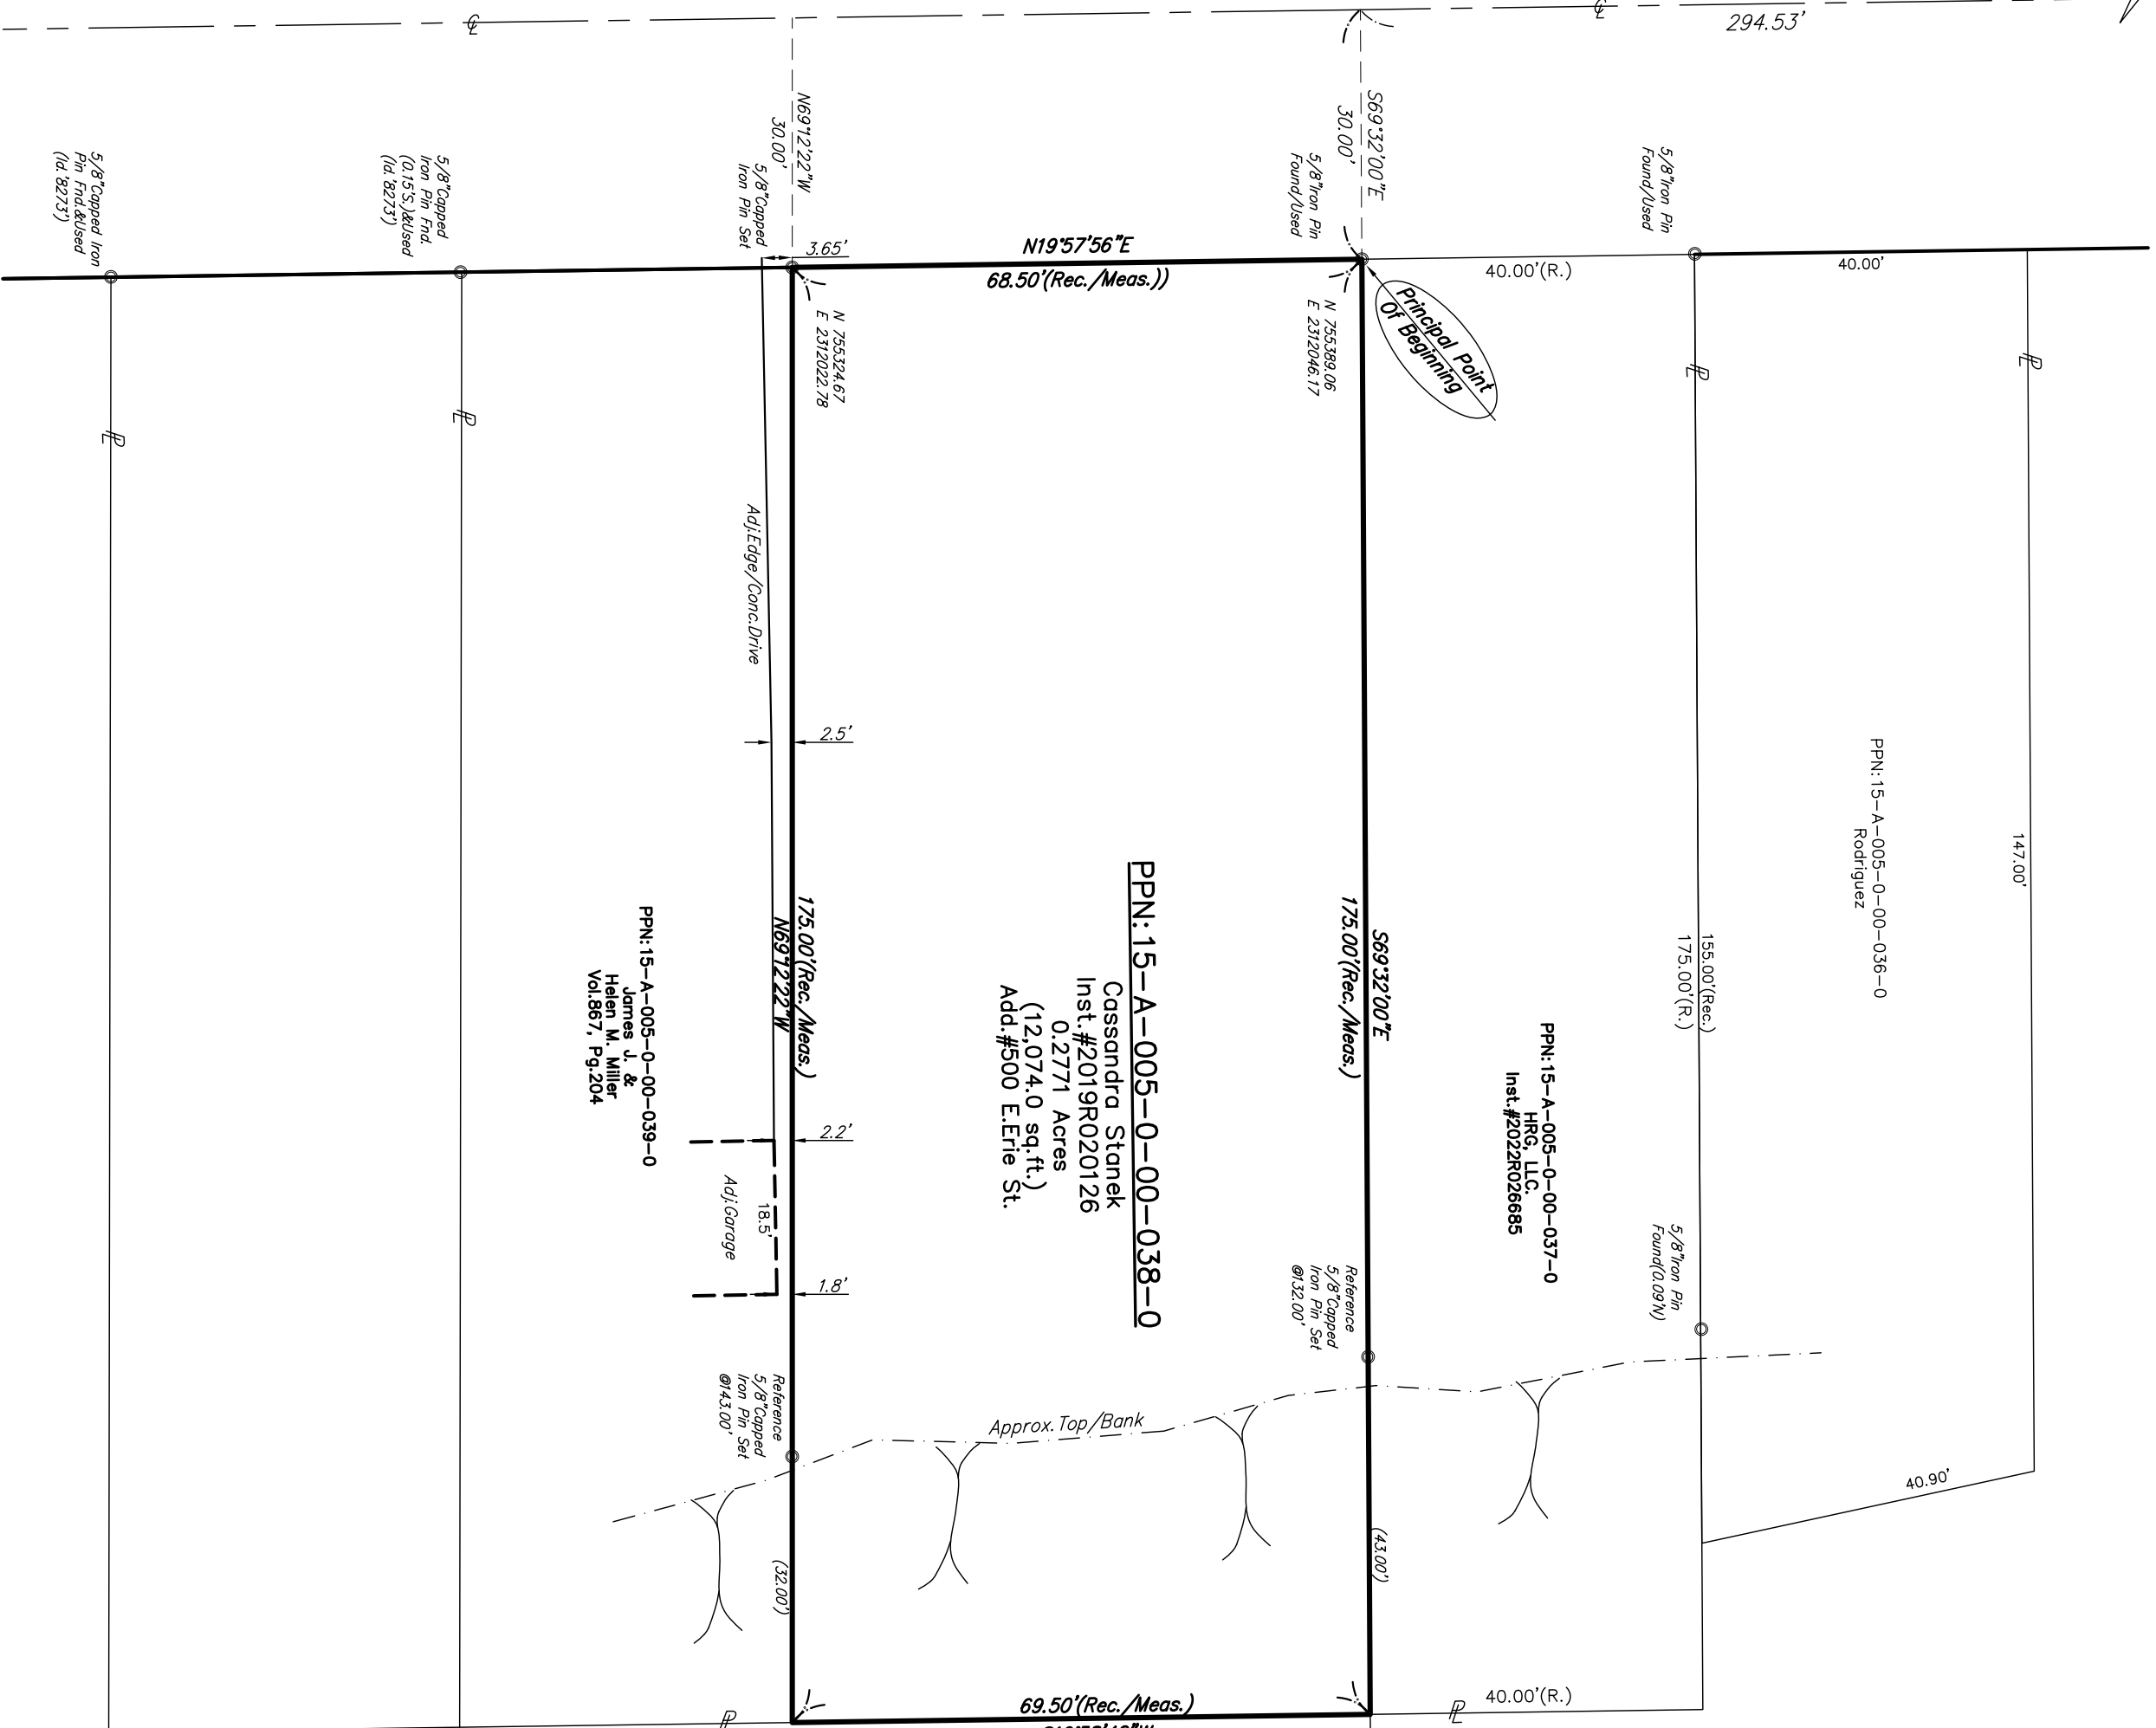 294.53'
N69°12'22"W
30.00'
S69°32'00"E
30.00'
5/8"Capped Iron
Pin Fnd.&Used
(Id.'8273')
5/8"Capped
Iron Pin Fnd.
(0.15'S.)&Used
(Id.'8273')
5/8"Capped
Iron Pin Set
5/8"Iron Pin
Found/Used
5/8"Iron Pin
Found/Used
3.65'
N19°57'56"E
68.50'(Rec./Meas.))
40.00'(R.)
40.00'
N 755324.67
E 2312022.78
N 755389.06
E 2312046.17
Principal Point
Of Beginning
Adj.Edge/Conc.Drive
2.5'
PPN:15-A-005-0-00-036-0
Rodriguez
147.00'
155.00'(Rec.)
175.00'(R.)
175.00'(Rec./Meas.)
N69°12'22"W
S69°32'00"E
175.00'(Rec./Meas.)
PPN:15-A-005-0-00-038-0
Cassandra Stanek
Inst.#2019R020126
0.2771 Acres
(12,074.0 sq.ft.)
Add.#500 E.Erie St.
PPN:15-A-005-0-00-039-0
James J. &
Helen M. Miller
Vol.867, Pg.204
PPN:15-A-005-0-00-037-0
HRG, LLC.
Inst.#2022R026685
2.2'
18.5'
Adj.Garage
1.8'
5/8"Iron Pin
Found(0.09'N)
Reference
5/8"Capped
Iron Pin Set
@132.00'
Reference
5/8"Capped
Iron Pin Set
@143.00'
Approx.Top/Bank
40.90'
(43.00')
(32.00')
69.50'(Rec./Meas.)
40.00'(R.)